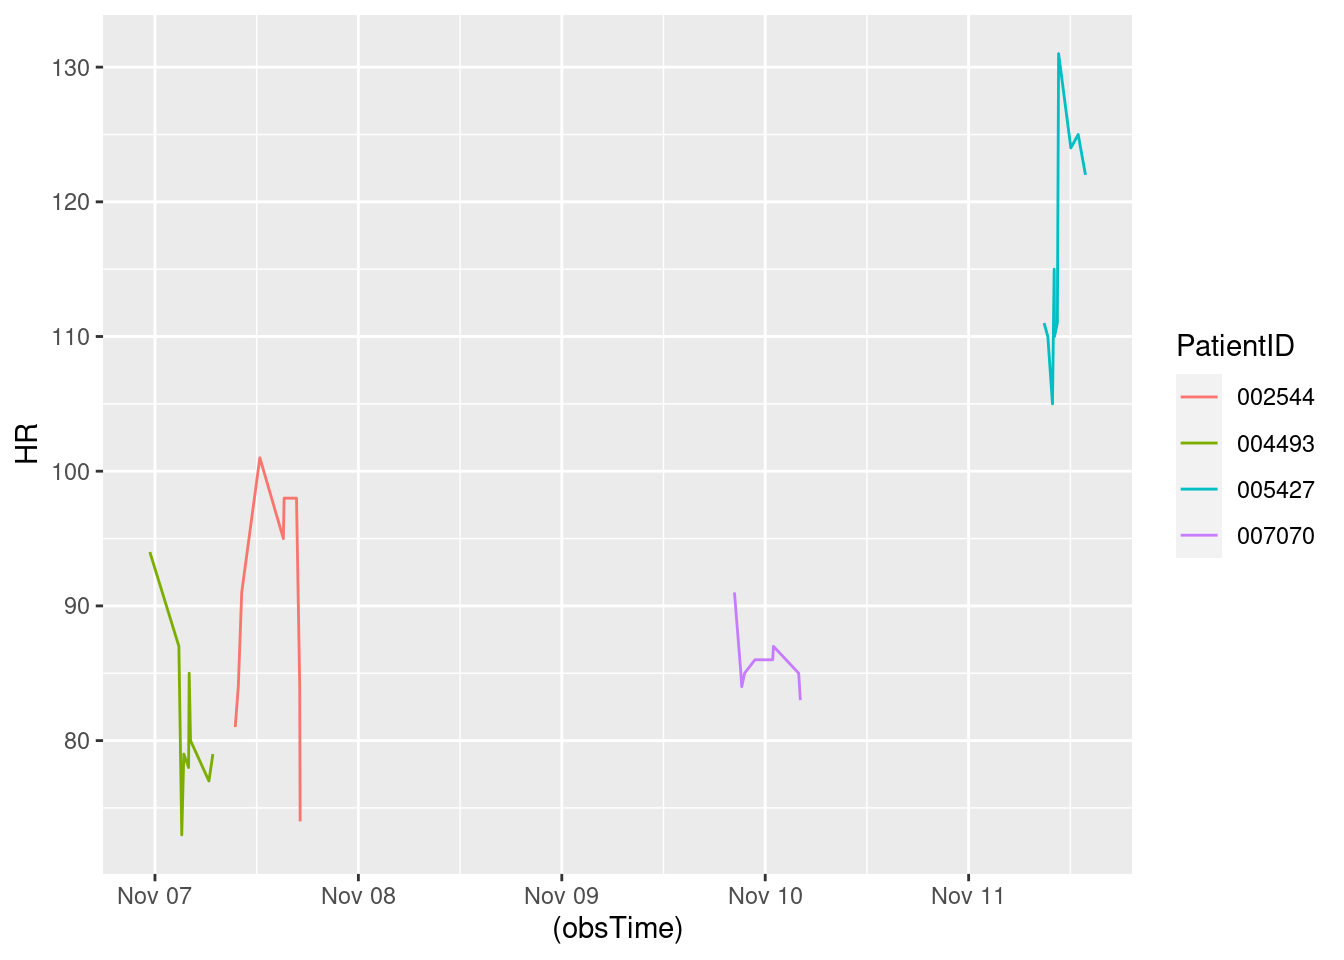 130
120
110
100
90
80
HR
Nov 07
Nov 08
Nov 09
Nov 10
Nov 11
(obsTime)
PatientID
002544
004493
005427
007070